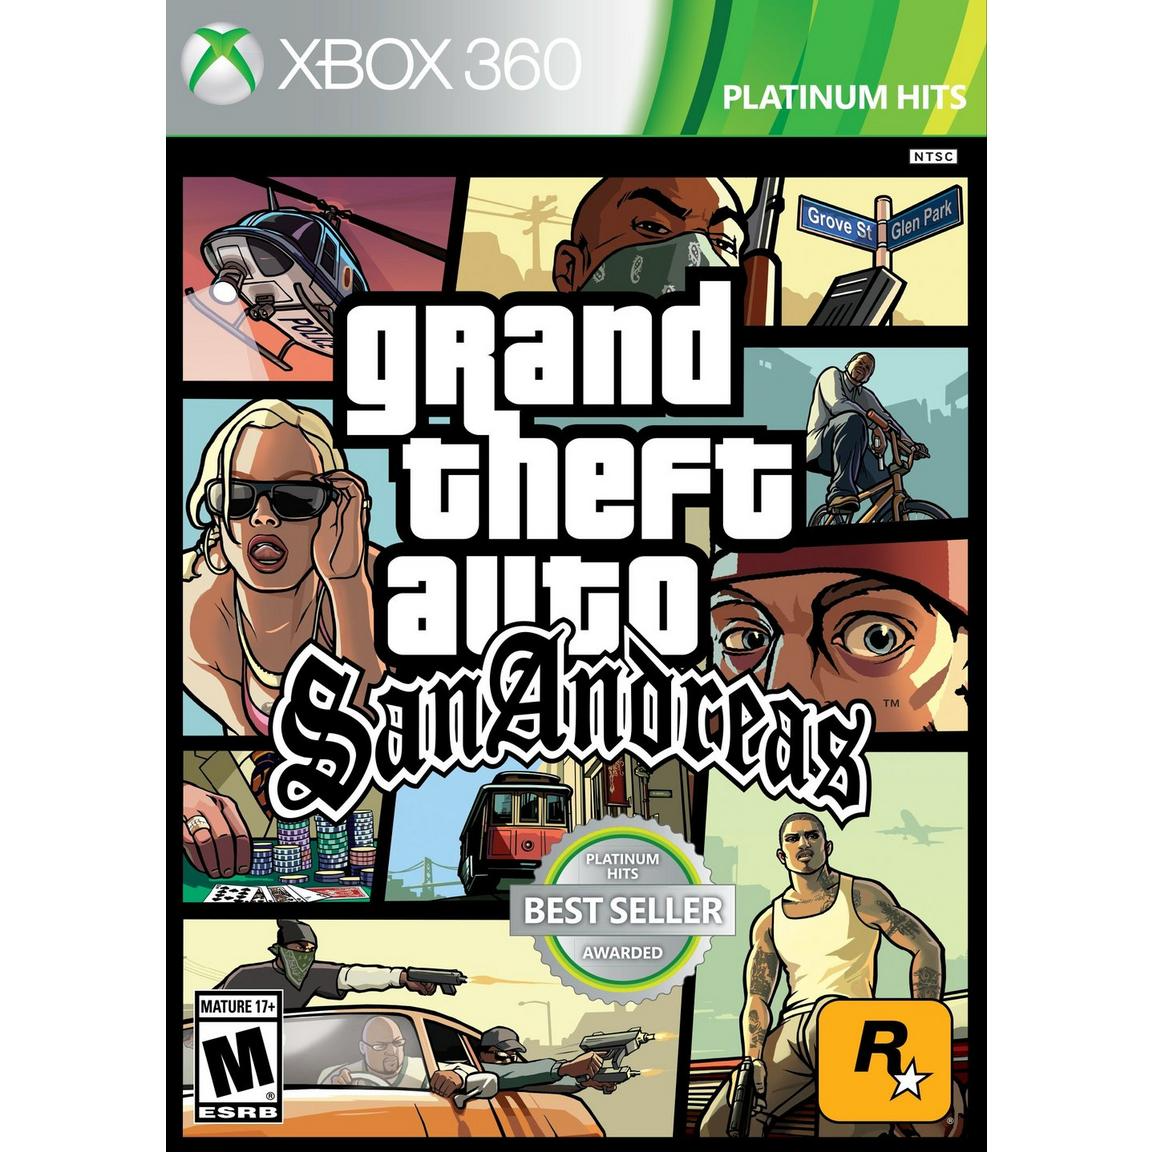 XBOX 360
PLATINUM HITS
NTSC
Grove St
Glen Park
POLICE
grand
theft
auto
San Andreas
TM
PLATINUM
HITS
BEST SELLER
AWARDED
MATURE 17+
M
®
ESRB
R
®